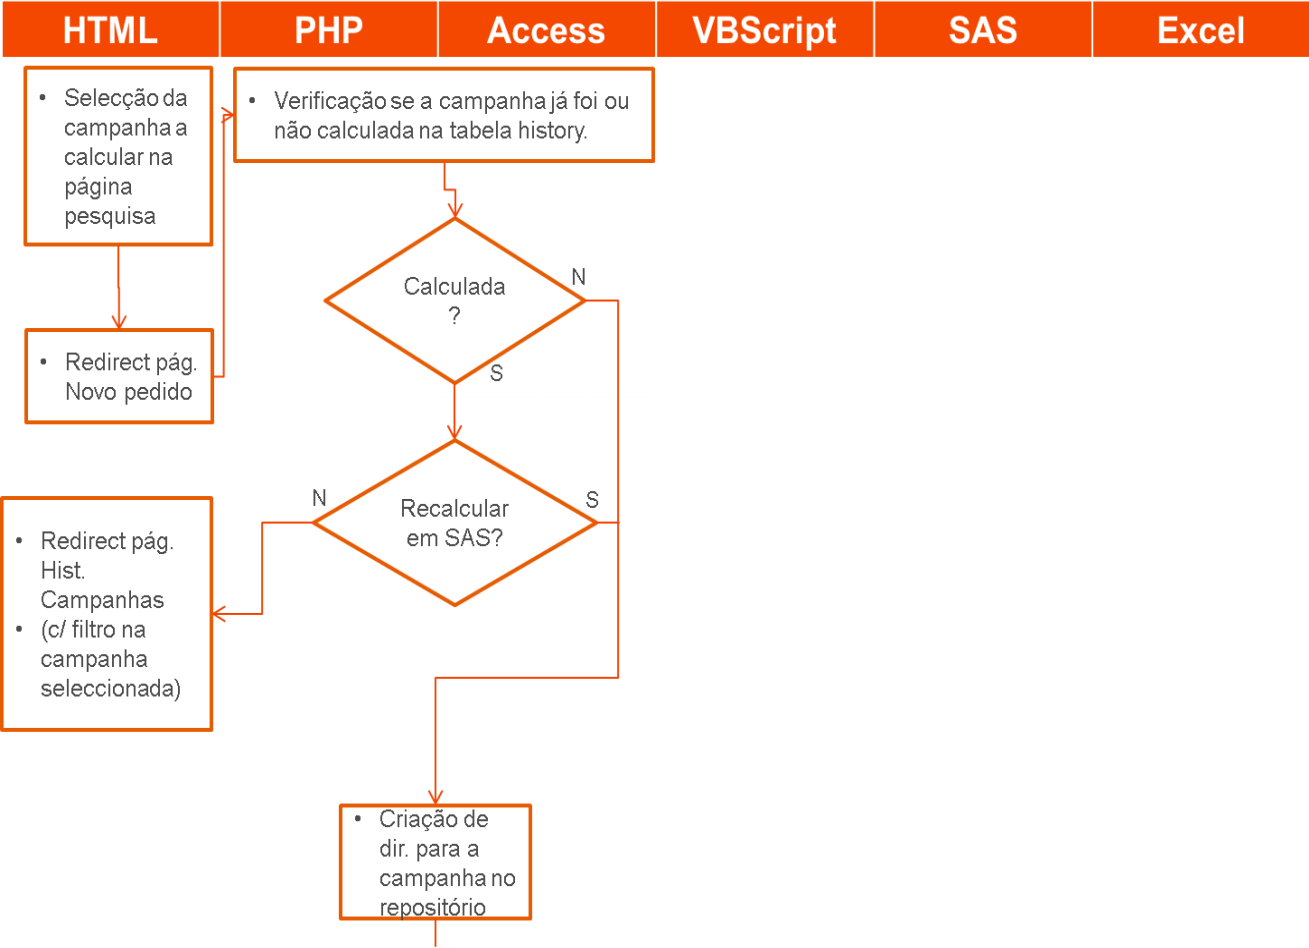 HTML
PHP
Access
VBScript
SAS
Excel
• Selecção da
campanha a
calcular na
página
pesquisa
• Verificação se a campanha já foi ou
não calculada na tabela history.
Calculada
?
N
S
• Redirect pág.
Novo pedido
Recalcular
em SAS?
N
S
• Redirect pág.
Hist.
Campanhas
• (c/ filtro na
campanha
seleccionada)
• Criação de
dir. para a
campanha no
repositório